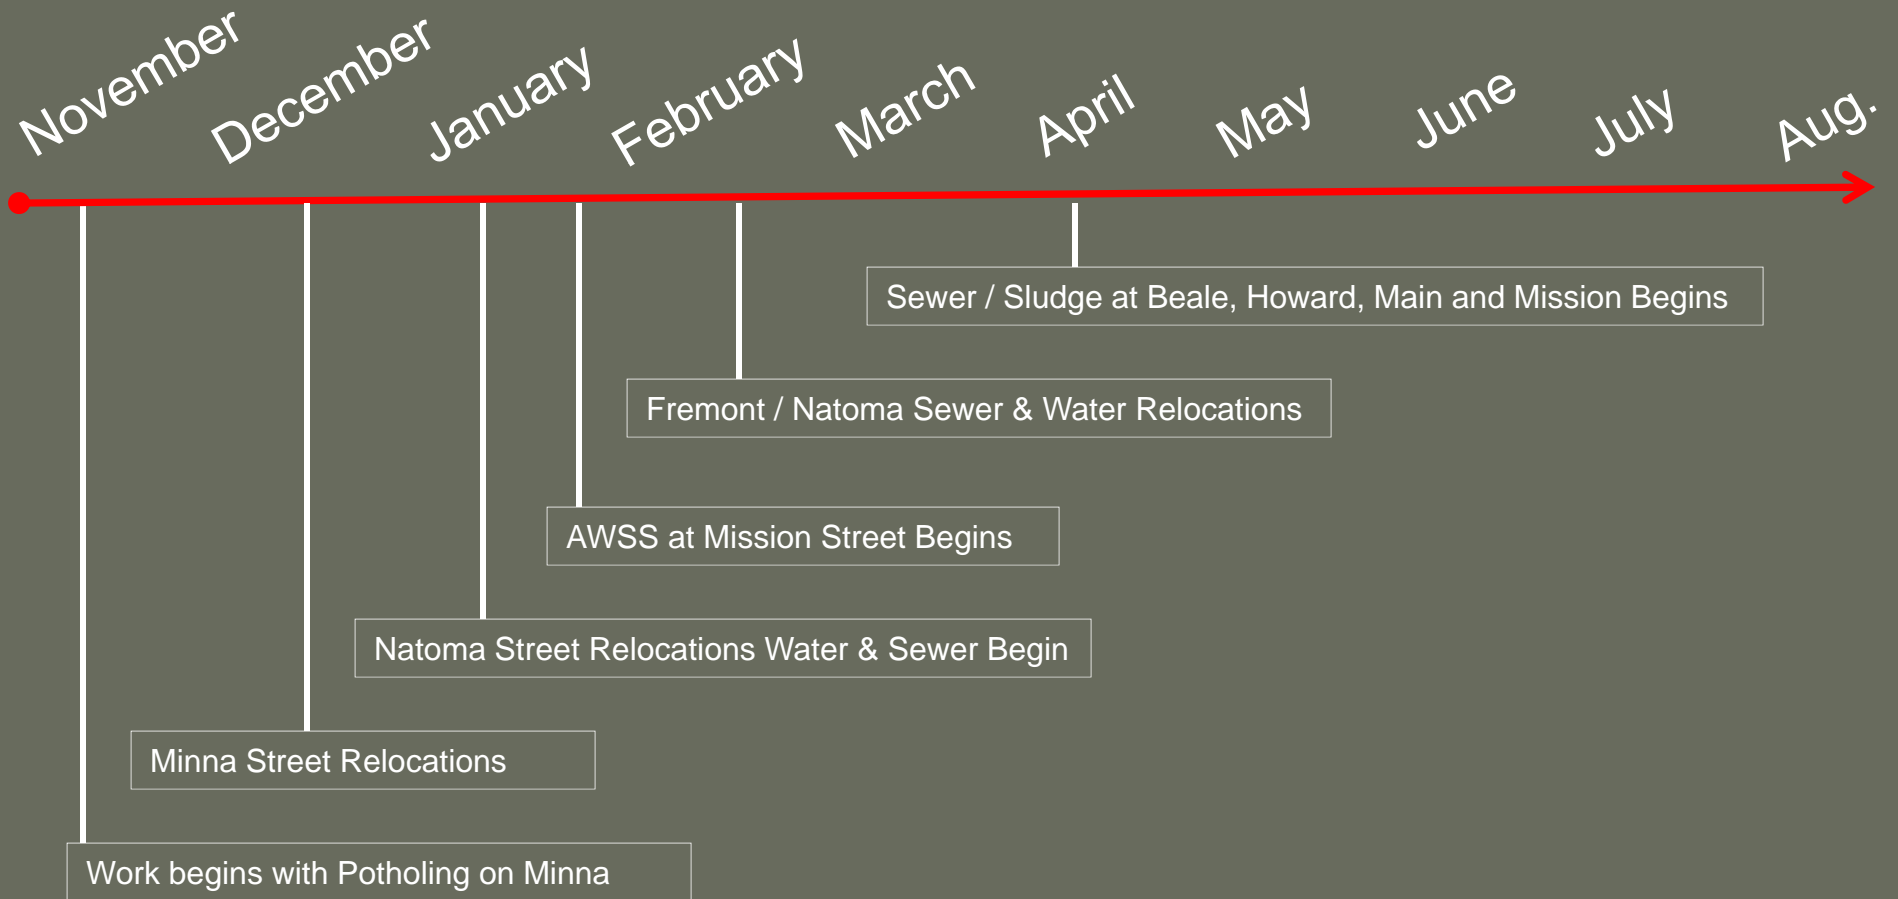 November
December
January
February
March
April
May
June
July
Aug.
Sewer / Sludge at Beale, Howard, Main and Mission Begins
Fremont / Natoma Sewer & Water Relocations
AWSS at Mission Street Begins
Natoma Street Relocations Water & Sewer Begin
Minna Street Relocations
Work begins with Potholing on Minna